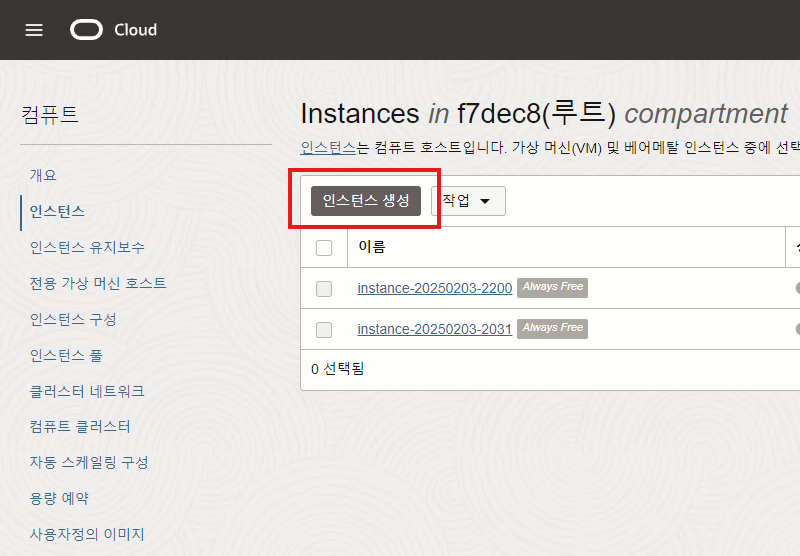 Cloud
컴퓨트
개요
인스턴스
인스턴스 유지보수
전용 가상 머신 호스트
인스턴스 구성
인스턴스 풀
클러스터 네트워크
컴퓨트 클러스터
자동 스케일링 구성
용량 예약
사용자정의 이미지
Instances in f7dec8(루트) compartment
인스턴스는 컴퓨트 호스트입니다. 가상 머신(VM) 및 베어메탈 인스턴스 중에 선택
인스턴스 생성 작업
이름
instance-20250203-2200 Always Free
instance-20250203-2031 Always Free
0 선택됨